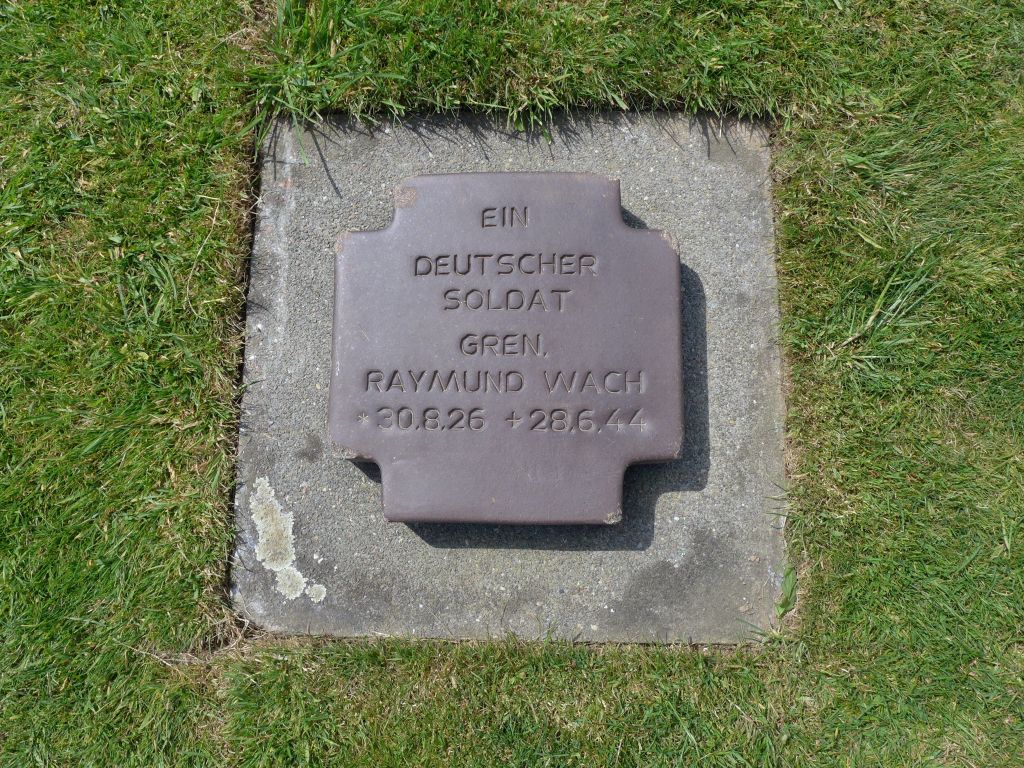 EIN
DEUTSCHER
SOLDAT
GREN.
RAYMUND WACH
*30.8.26 +28.6.44